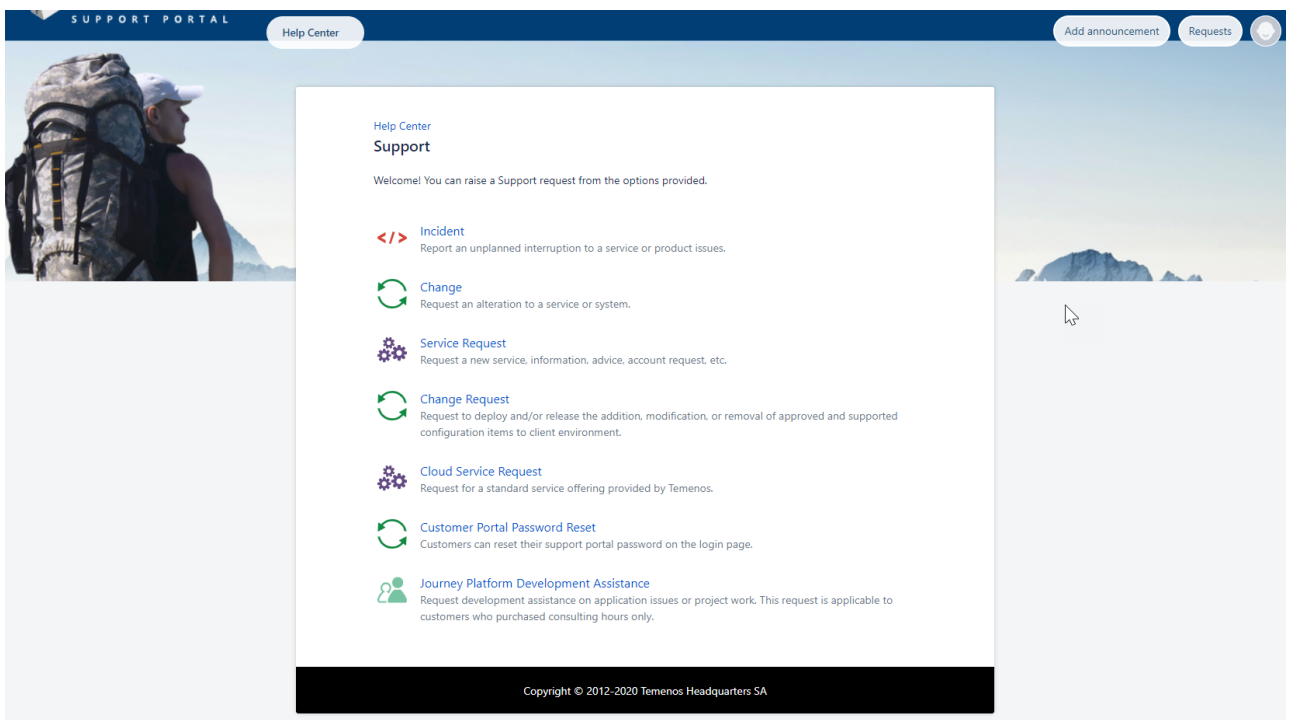 SUPPORT PORTAL
Help Center
Add announcement
Requests
Help Center
Support
Welcome! You can raise a Support request from the options provided.
</>
Incident
Report an unplanned interruption to a service or product issues.
Change
Request an alteration to a service or system.
Service Request
Request a new service, information, advice, account request, etc.
Change Request
Request to deploy and/or release the addition, modification, or removal of approved and supported
configuration items to client environment.
Cloud Service Request
Request for a standard service offering provided by Temenos.
Customer Portal Password Reset
Customers can reset their support portal password on the login page.
Journey Platform Development Assistance
Request development assistance on application issues or project work. This request is applicable to
customers who purchased consulting hours only.
Copyright © 2012-2020 Temenos Headquarters SA